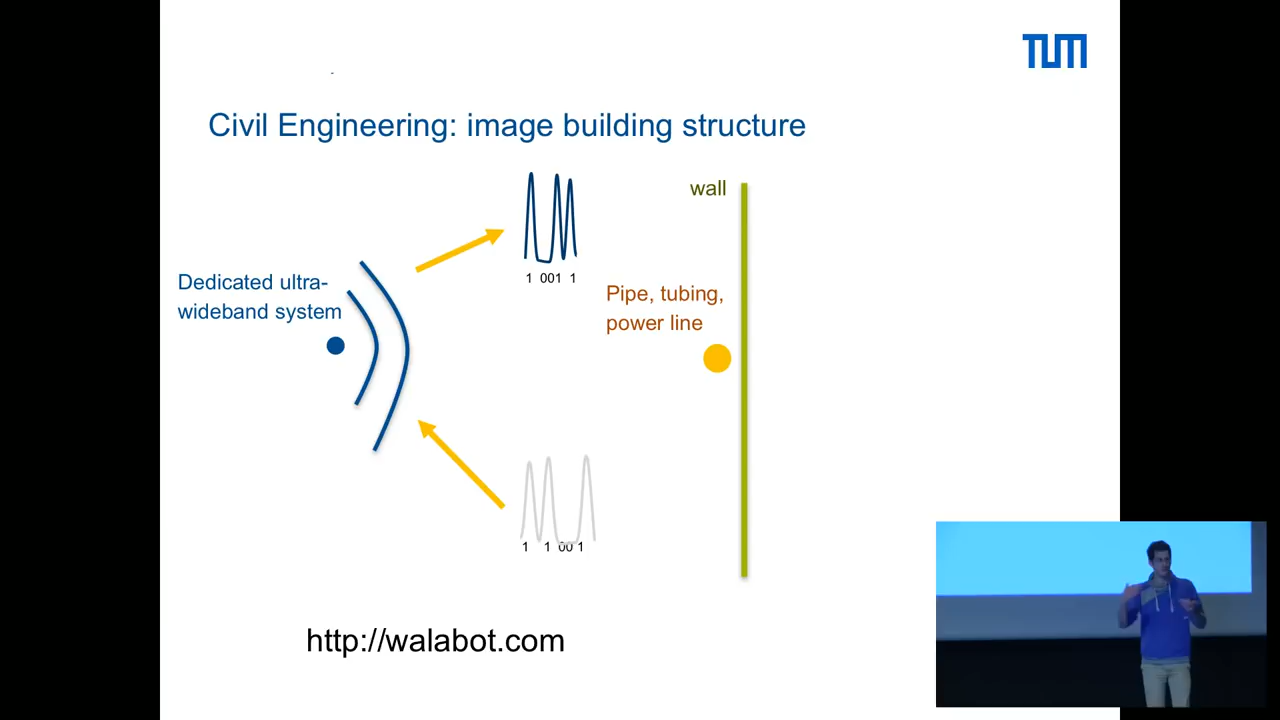 TUM
Civil Engineering: image building structure
wall
Dedicated ultra-
wideband system
1 001 1
Pipe, tubing,
power line
1 1 00 1
http://walabot.com